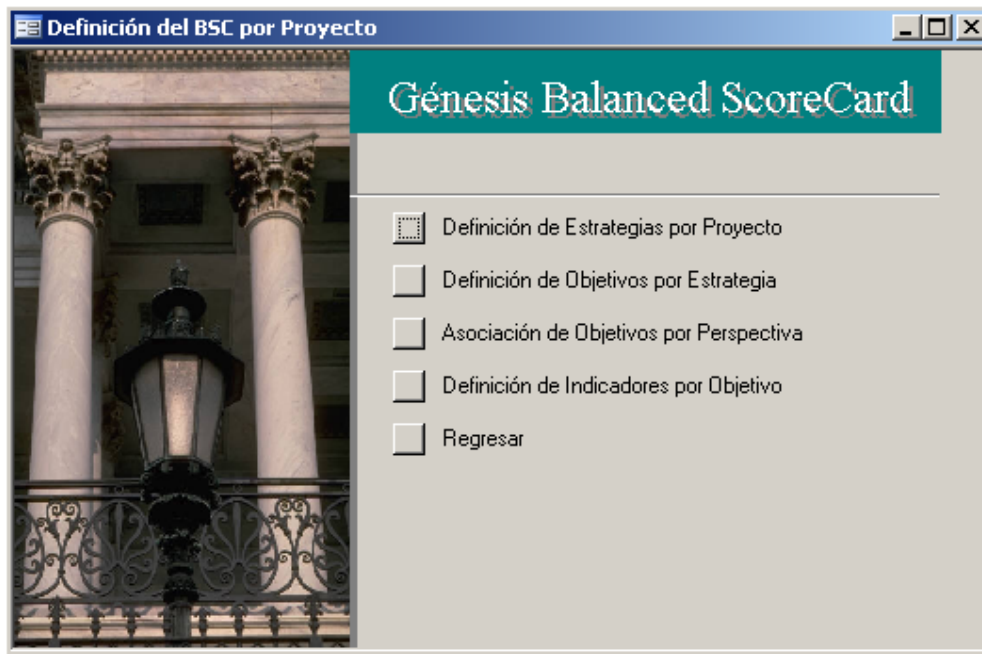 Definición del BSC por Proyecto
Génesis Balanced ScoreCard
Definición de Estrategias por Proyecto
Definición de Objetivos por Estrategia
Asociación de Objetivos por Perspectiva
Definición de Indicadores por Objetivo
Regresar